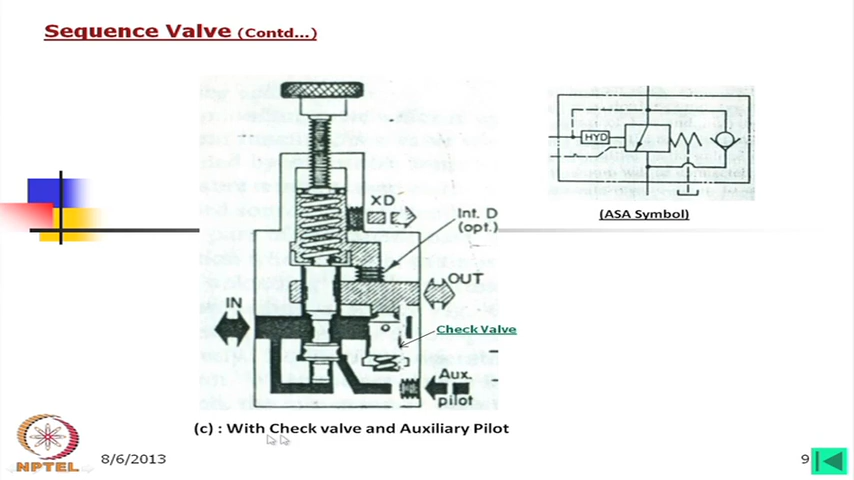 Sequence Valve (Contd...)
XD
Int. D
(opt.)
OUT
IN
Check Valve
Aux.
pilot
HYD
(ASA Symbol)
(c) : With Check valve and Auxiliary Pilot
NPTEL
8/6/2013
9